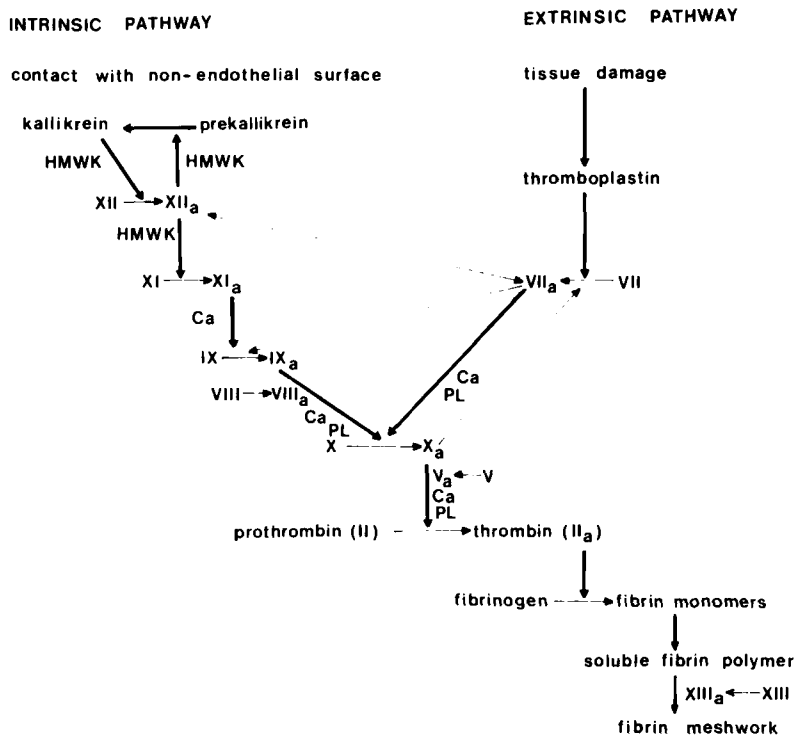 INTRINSIC PATHWAY
EXTRINSIC PATHWAY
contact with non-endothelial surface
tissue damage
kallikrein
prekallikrein
HMWK
HMWK
thromboplastin
XII
XIIa
HMWK
XI
XIa
VIIa
VII
Ca
IX
IXa
VIII
VIIIa
Ca
PL
Ca
PL
X
Xa
Va
V
Ca
PL
prothrombin (II)
thrombin (IIa)
fibrinogen
fibrin monomers
soluble fibrin polymer
XIIIa
XIII
fibrin meshwork